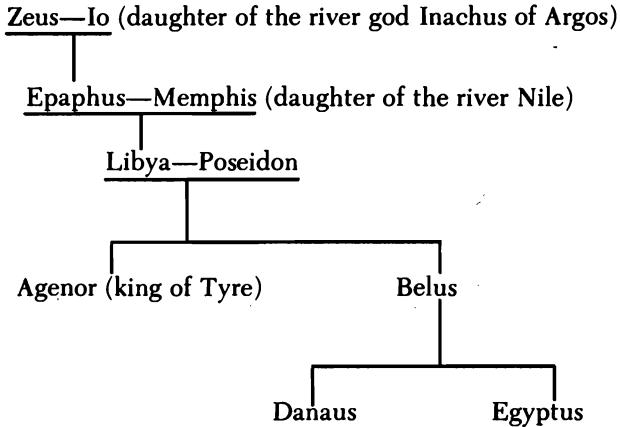 Zeus—Io (daughter of the river god Inachus of Argos)
Epaphus—Memphis (daughter of the river Nile)
Libya—Poseidon
Agenor (king of Tyre) Belus
Danaus Egyptus